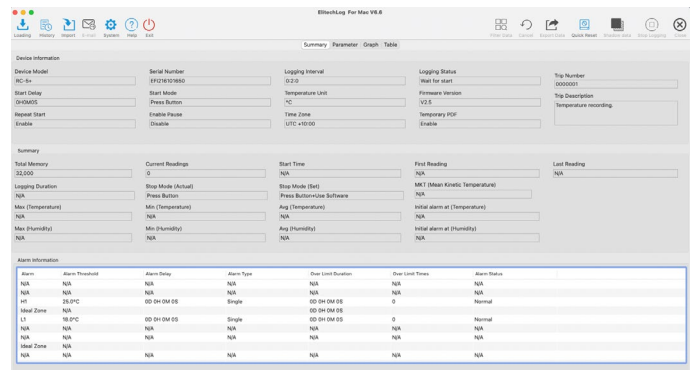 ElitechLog For Mac V6.6
Loading History Import E-mail System Help Exit Filter Data Cancel Export Data Quick Reset Shadow data Stop Logging Close
Summary Parameter Graph Table
Device Information
Device Model Serial Number Logging Interval Logging Status Trip Number
RC-5+ EFI216101650 0:2:0 Wait for start 0000001
Start Delay Start Mode Temperature Unit Firmware Version Trip Description
0H0M0S Press Button °C V2.5 Temperature recording.
Repeat Start Enable Pause Time Zone Temporary PDF
Enable Disable UTC +10:00 Enable
Summary
Total Memory Current Readings Start Time First Reading Last Reading
32,000 0 N/A N/A N/A
Logging Duration Stop Mode (Actual) Stop Mode (Set) MKT (Mean Kinetic Temperature)
N/A Press Button Press Button+Use Software N/A
Max (Temperature) Min (Temperature) Avg (Temperature) Initial alarm at (Temperature)
N/A N/A N/A N/A
Max (Humidity) Min (Humidity) Avg (Humidity) Initial alarm at (Humidity)
N/A N/A N/A N/A
Alarm Information
Alarm Alarm Threshold Alarm Delay Alarm Type Over Limit Duration Over Limit Times Alarm Status
N/A N/A N/A N/A N/A N/A N/A
N/A N/A N/A N/A N/A N/A N/A
H1 25.0°C 0D 0H 0M 0S Single 0D 0H 0M 0S 0 Normal
Ideal Zone N/A 0D 0H 0M 0S
L1 18.0°C 0D 0H 0M 0S Single 0D 0H 0M 0S 0 Normal
N/A N/A N/A N/A N/A N/A N/A
N/A N/A N/A N/A N/A N/A N/A
Ideal Zone N/A
N/A N/A N/A N/A N/A N/A N/A